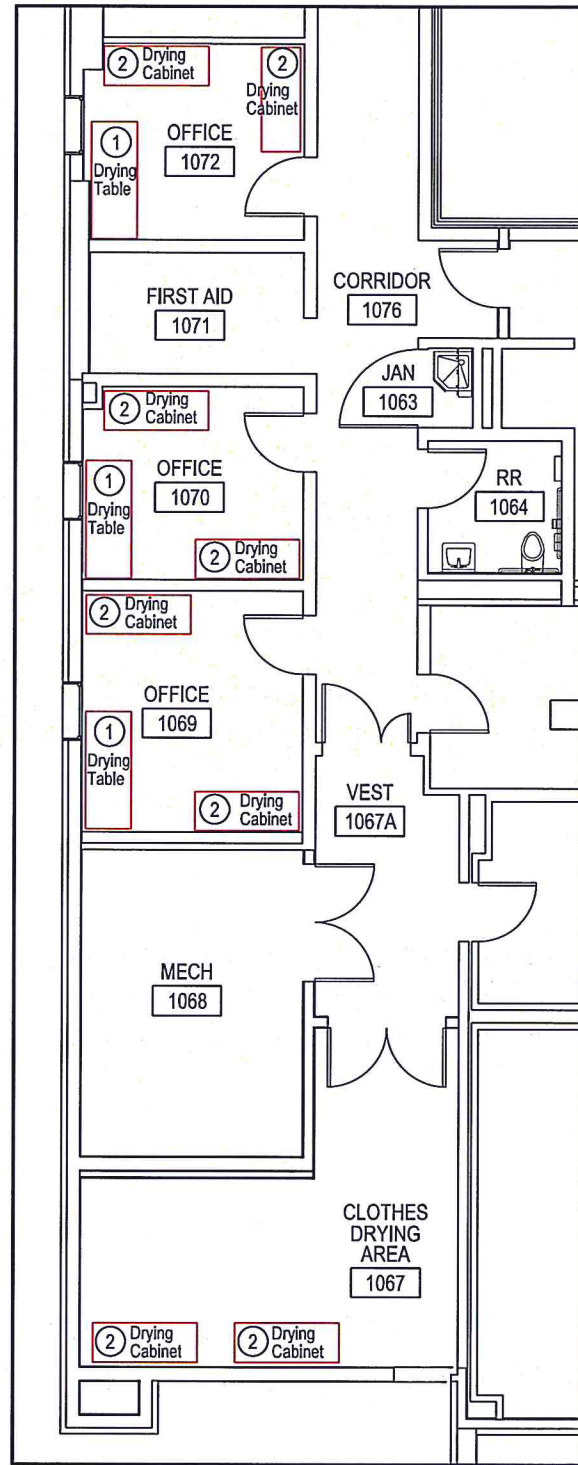 2 Drying
Cabinet
2
Drying
Cabinet
OFFICE
1072
1
Drying
Table
FIRST AID
1071
CORRIDOR
1076
JAN
1063
2 Drying
Cabinet
OFFICE
1070
1
Drying
Table
RR
1064
2 Drying
Cabinet
2 Drying
Cabinet
OFFICE
1069
1
Drying
Table
2 Drying
Cabinet
VEST
1067A
MECH
1068
CLOTHES
DRYING
AREA
1067
2 Drying
Cabinet
2 Drying
Cabinet